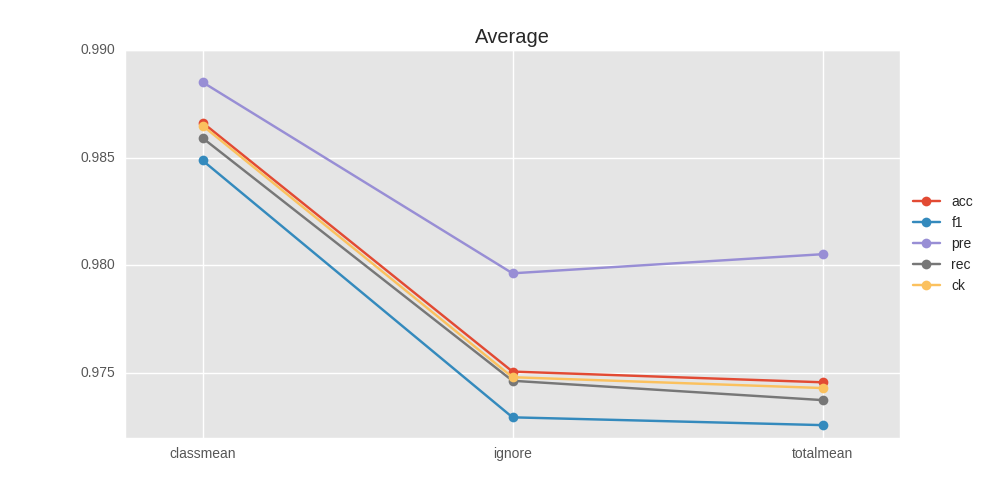 Average
0.990
0.985
0.980
0.975
classmean
ignore
totalmean
acc
f1
pre
rec
ck